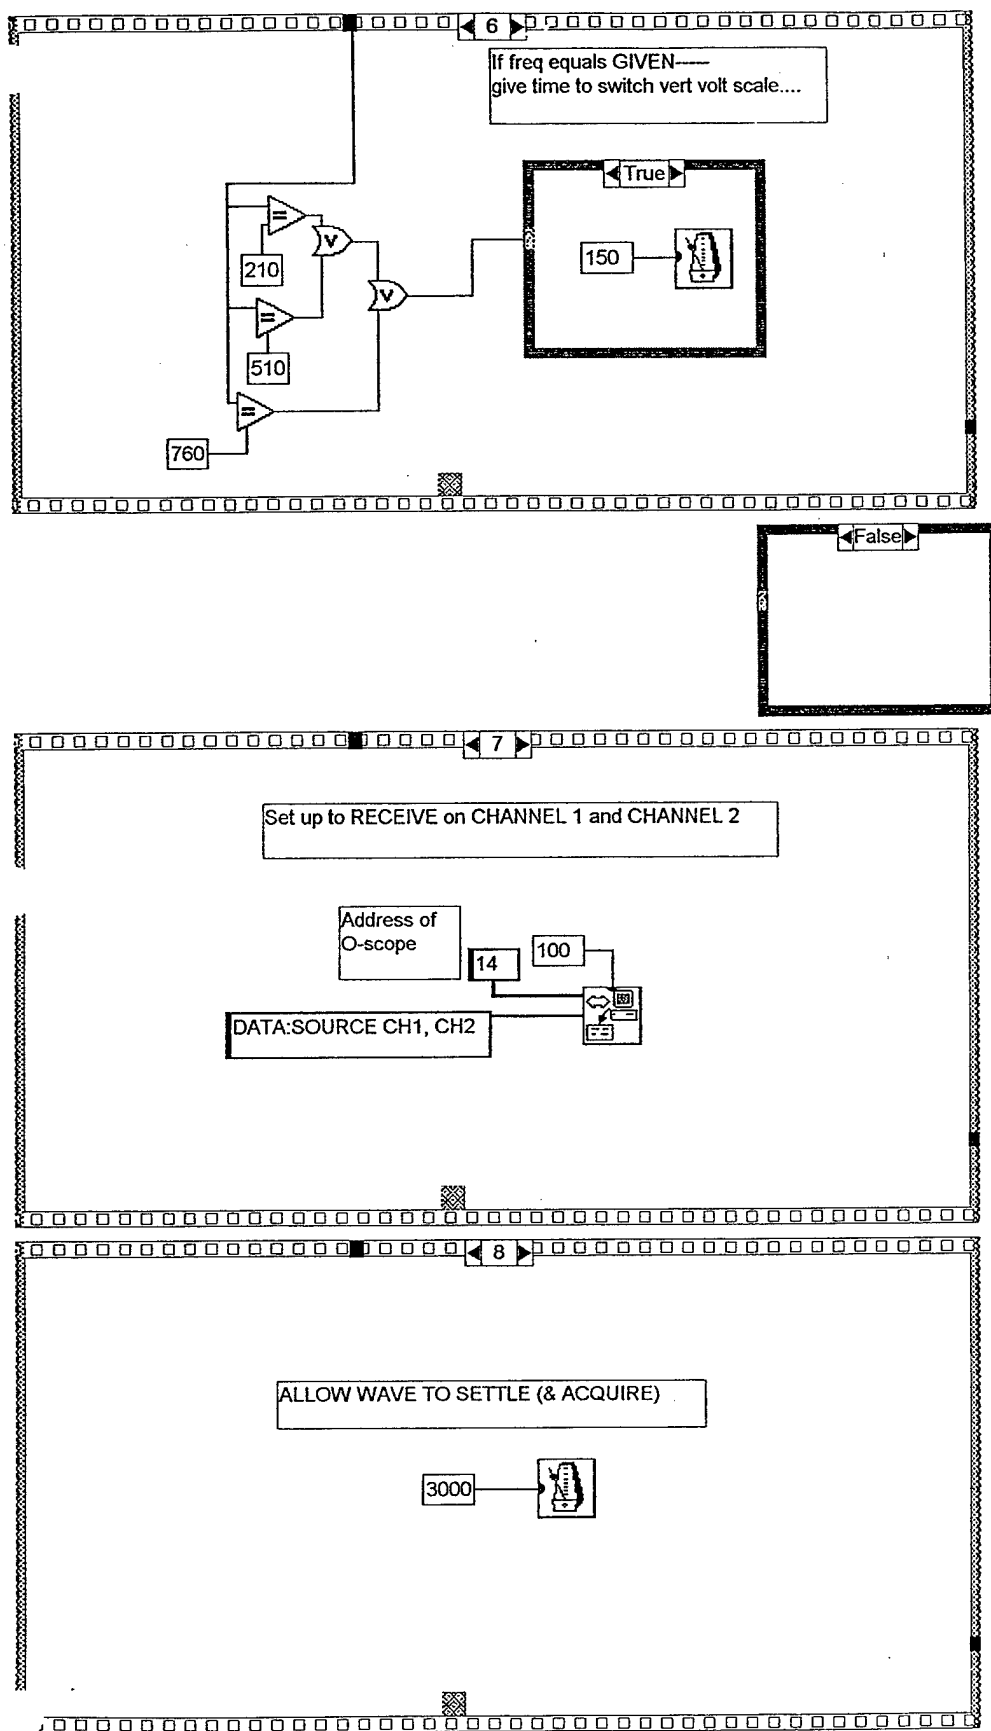 6
If freq equals GIVEN-----
give time to switch vert volt scale....
True
=
V
210
150
V
=
510
=
760
False
7
Set up to RECEIVE on CHANNEL 1 and CHANNEL 2
Address of
O-scope
14
100
DATA:SOURCE CH1, CH2
8
ALLOW WAVE TO SETTLE (& ACQUIRE)
3000